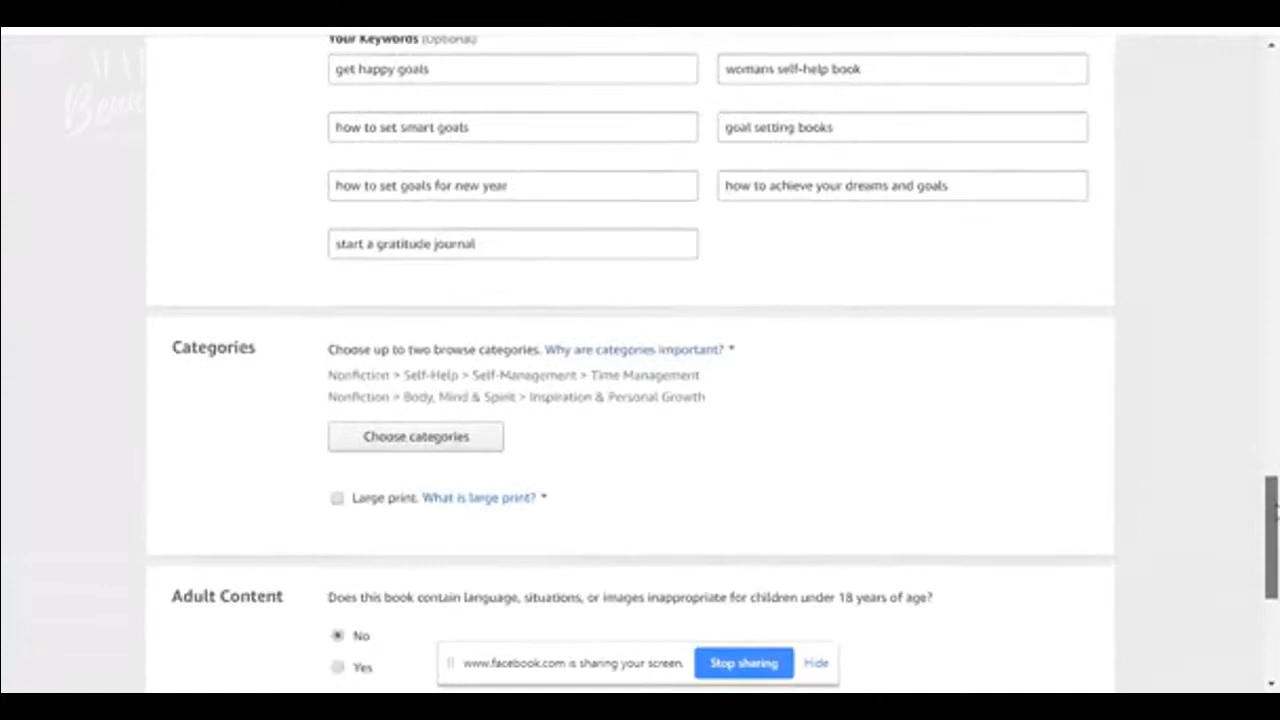 Your Keywords (Optional)
get happy goals
womans self-help book
how to set smart goals
goal setting books
how to set goals for new year
how to achieve your dreams and goals
start a gratitude journal
Categories
Choose up to two browse categories. Why are categories important? *
Nonfiction > Self-Help > Self-Management > Time Management
Nonfiction > Body, Mind & Spirit > Inspiration & Personal Growth
Choose categories
Large print. What is large print? *
Adult Content
Does this book contain language, situations, or images inappropriate for children under 18 years of age?
No
Yes
www.facebook.com is sharing your screen.
Stop sharing
Hide